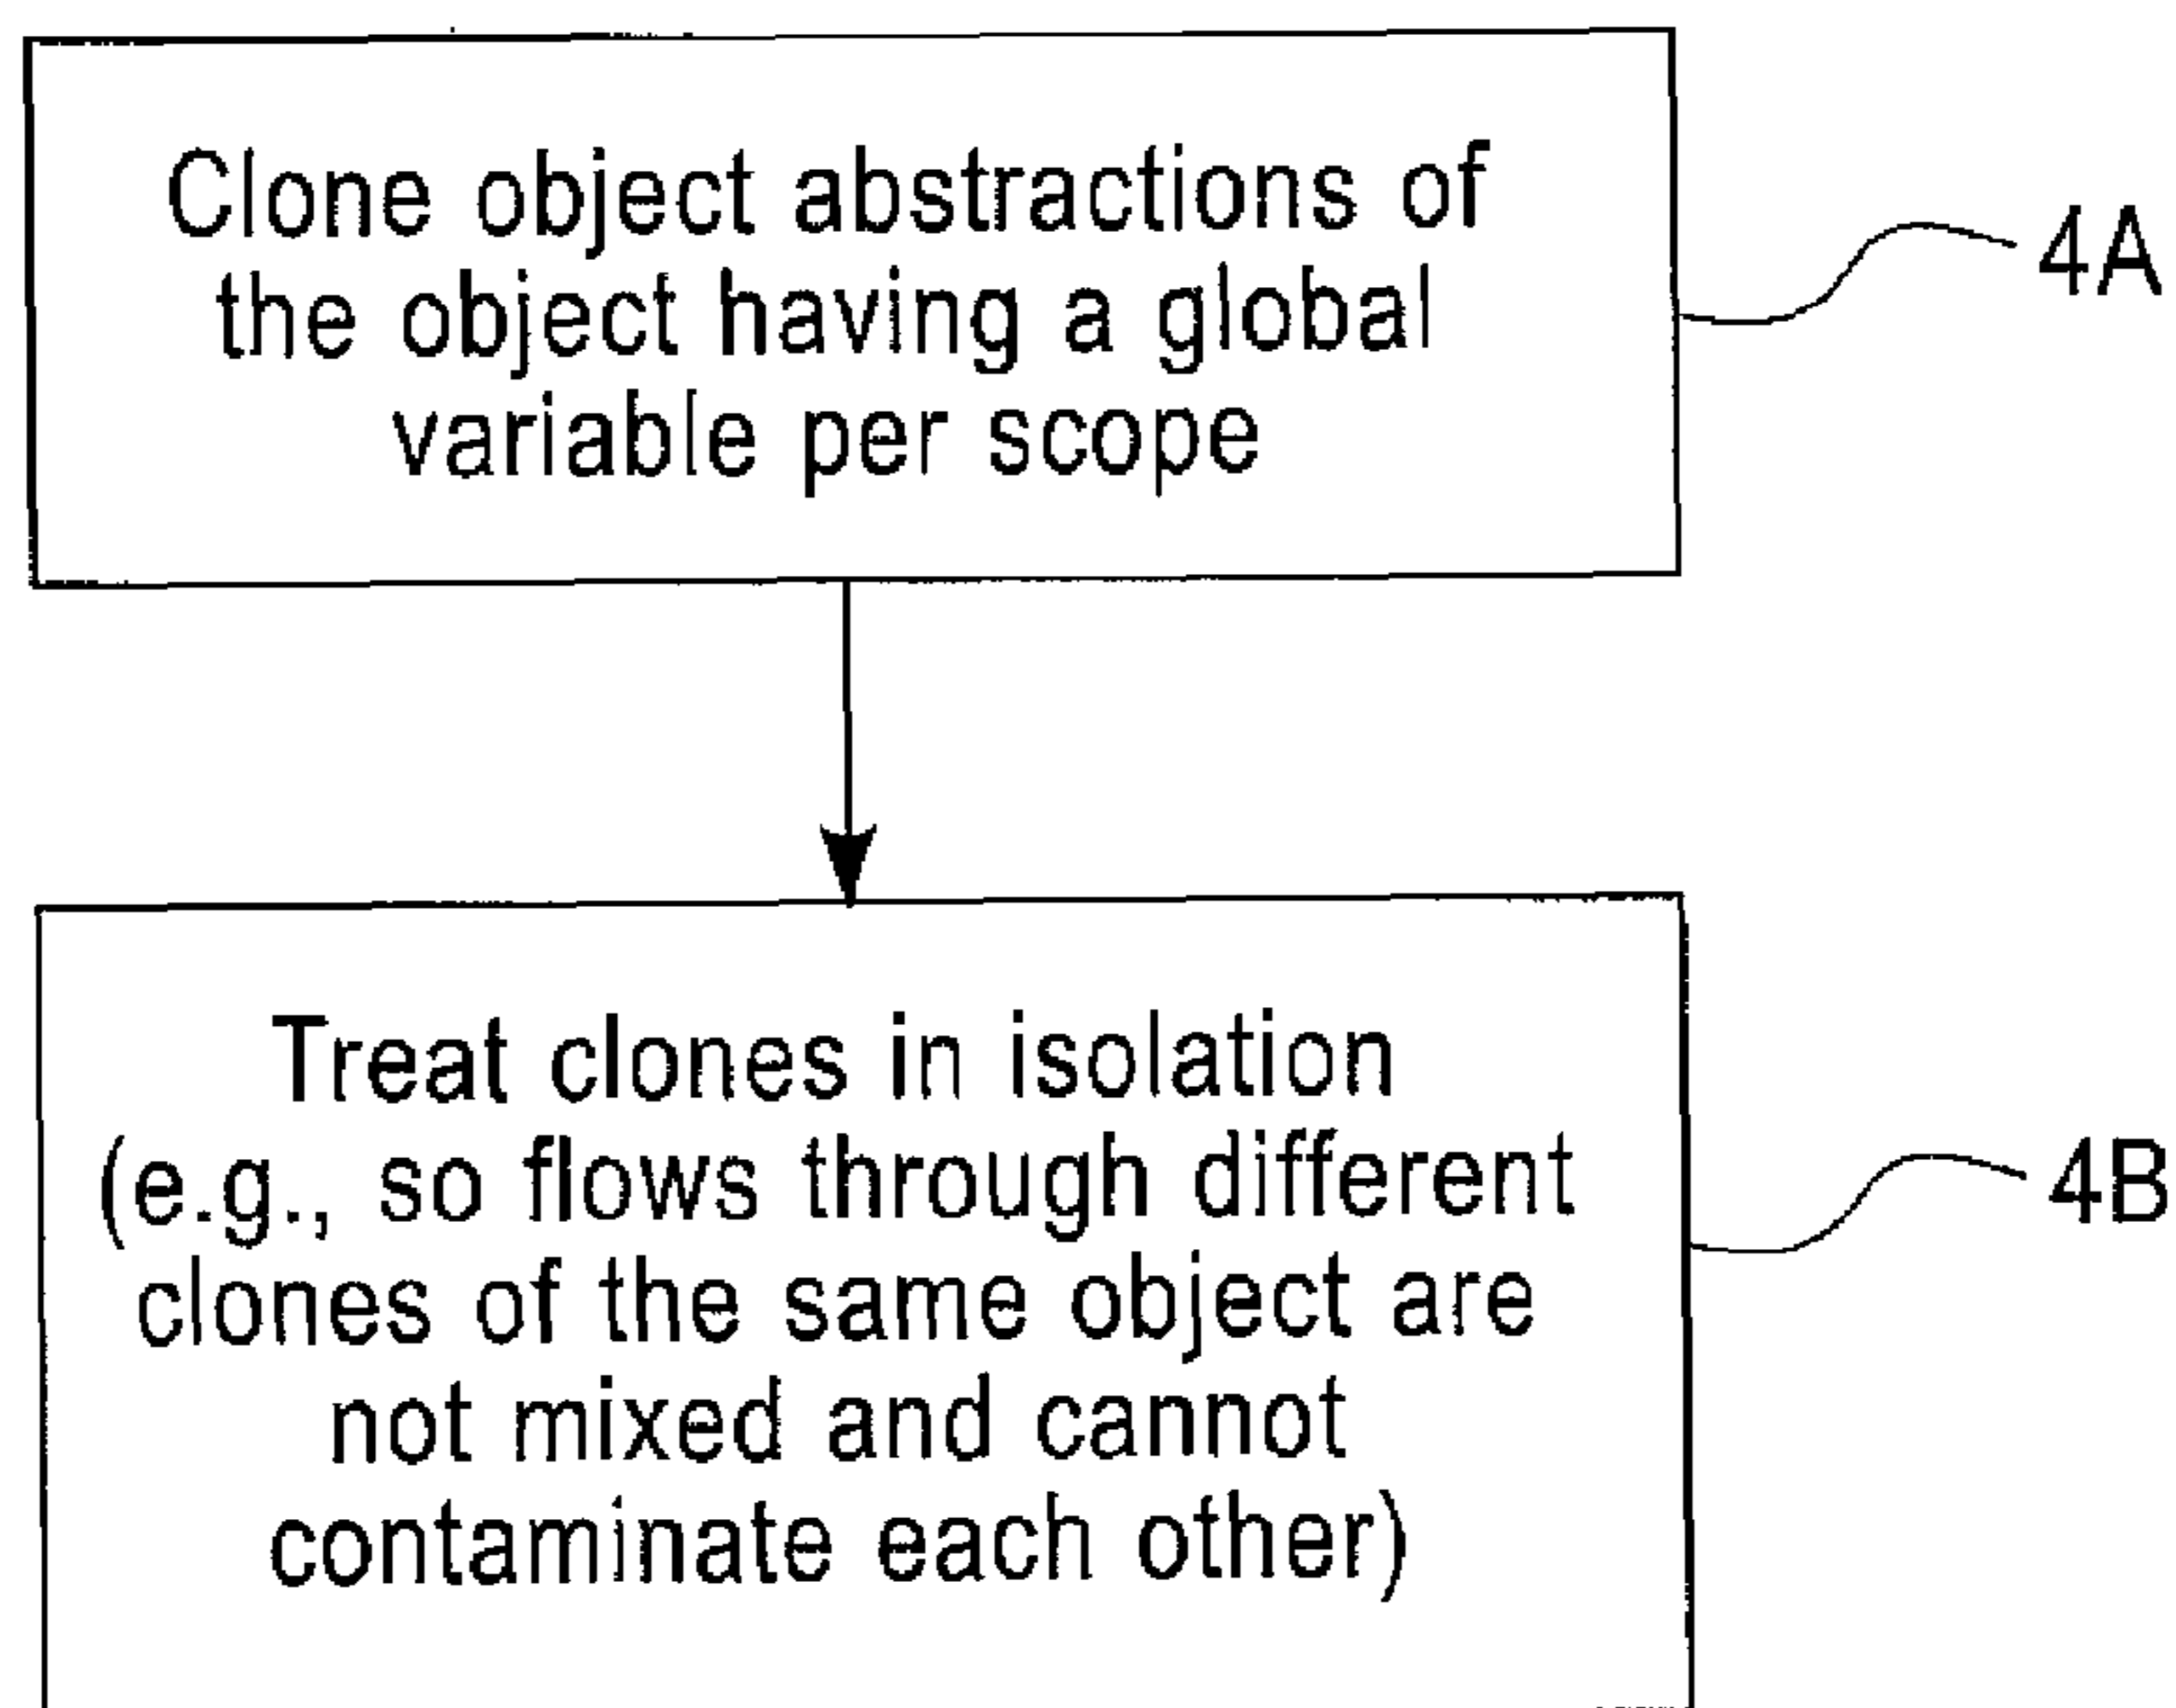 Clone object abstractions of
the object having a global
variable per scope
4A
Treat clones in isolation
(e.g., so flows through different
clones of the same object are
not mixed and cannot
contaminate each other)
4B